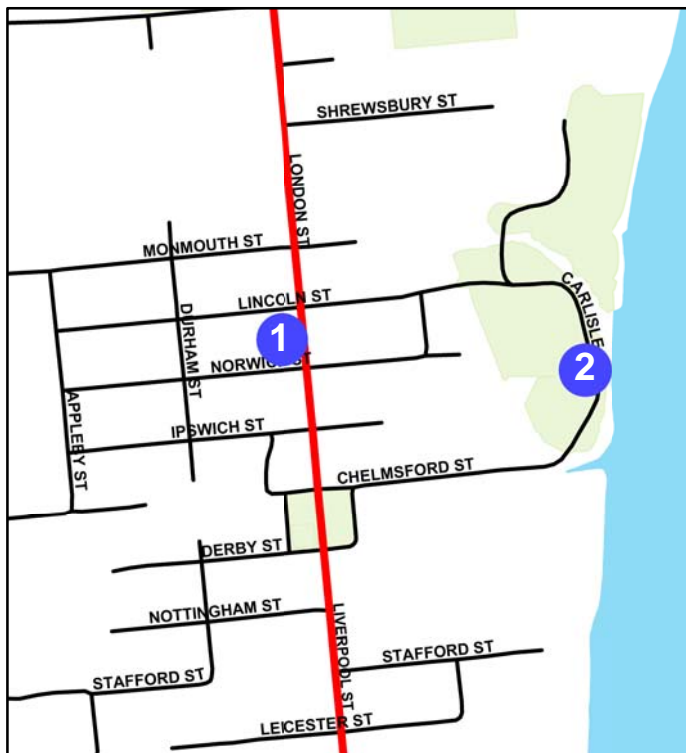 SHREWSBURY ST
LONDON ST
MONMOUTH ST
CARLISLE
LINCOLN ST
DURHAM ST
1
2
NORWICH ST
APPLEBY ST
IPSWICH ST
CHELMSFORD ST
DERBY ST
NOTTINGHAM ST
LIVERPOOL ST
STAFFORD ST
STAFFORD ST
LEICESTER ST